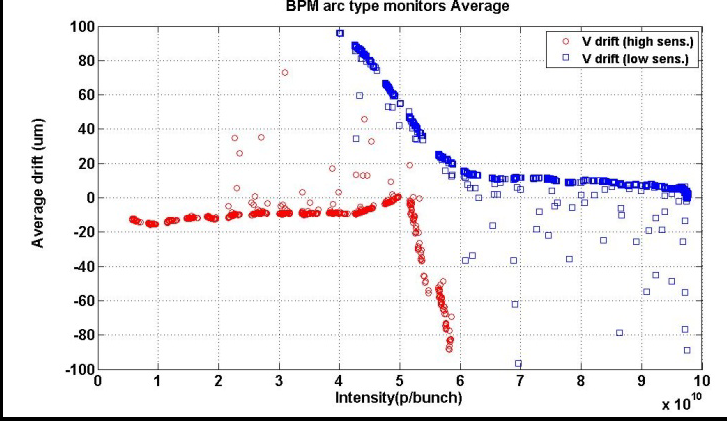 BPM arc type monitors Average
V drift (high sens.)
V drift (low sens.)
Average drift (um)
100
80
60
40
20
0
-20
-40
-60
-80
-100
0 1 2 3 4 5 6 7 8 9 10
Intensity(p/bunch)
x 10^10